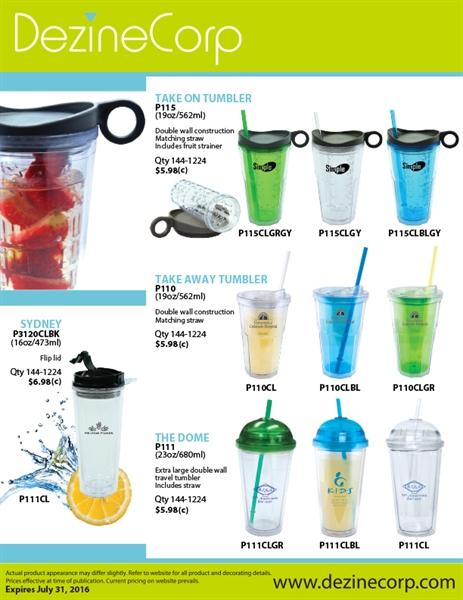 DezineCorp
TAKE ON TUMBLER
P115
(19oz/562ml)
Double wall construction
Matching straw
Includes fruit strainer
Qty 144-1224
$5.98(c)
Simple
Simple
Simple
P115CLGRGY
P115CLGY
P115CLBLGY
TAKE AWAY TUMBLER
P110
(19oz/562ml)
Double wall construction
Matching straw
Qty 144-1224
$5.98(c)
P110CL
P110CLBL
P110CLGR
SYDNEY
P3120CLBK
(16oz/473ml)
Flip lid
Qty 144-1224
$6.98(c)
P111CL
THE DOME
P111
(23oz/680ml)
Extra large double wall
travel tumbler
Includes straw
Qty 144-1224
$5.98(c)
KIDS
P111CLGR
P111CLBL
P111CL
Actual product appearance may differ slightly. Refer to website for all product and decorating details.
Prices effective at time of publication. Current pricing on website prevails.
Expires July 31, 2016
www.dezinecorp.com